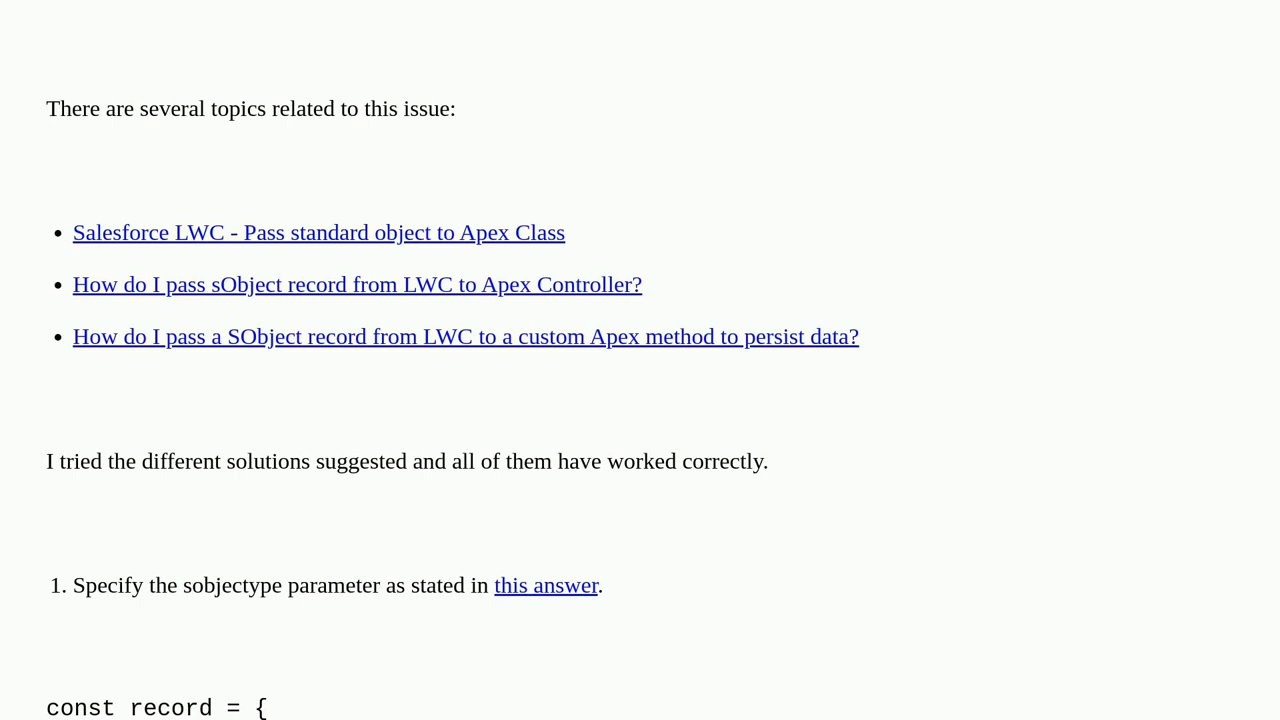 There are several topics related to this issue:
• Salesforce LWC - Pass standard object to Apex Class
• How do I pass sObject record from LWC to Apex Controller?
• How do I pass a SObject record from LWC to a custom Apex method to persist data?
I tried the different solutions suggested and all of them have worked correctly.
1. Specify the sobjectype parameter as stated in this answer.
const record = {